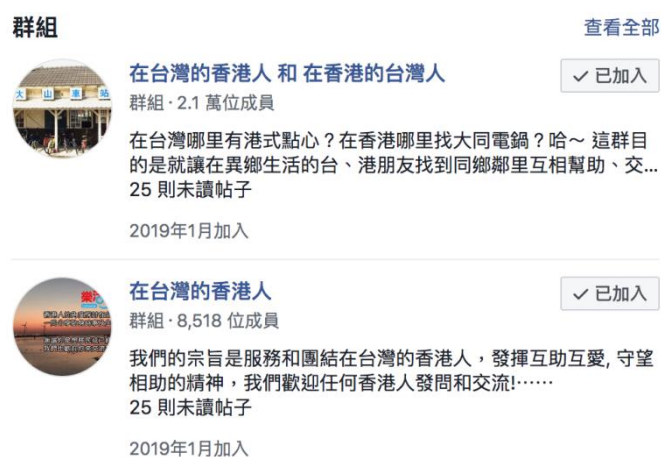 群組
查看全部
大山車站
在台灣的香港人 和 在香港的台灣人
✓ 已加入
群組 · 2.1 萬位成員
在台灣哪里有港式點心？在香港哪里找大同電鍋？哈～ 這群目
的是就讓在異鄉生活的台、港朋友找到同鄉鄰里互相幫助、交...
25 則未讀帖子
2019年1月加入
在台灣的香港人
✓ 已加入
群組 · 8,518 位成員
我們的宗旨是服務和團結在台灣的香港人，發揮互助互愛, 守望
相助的精神，我們歡迎任何香港人發問和交流!⋯⋯
25 則未讀帖子
2019年1月加入